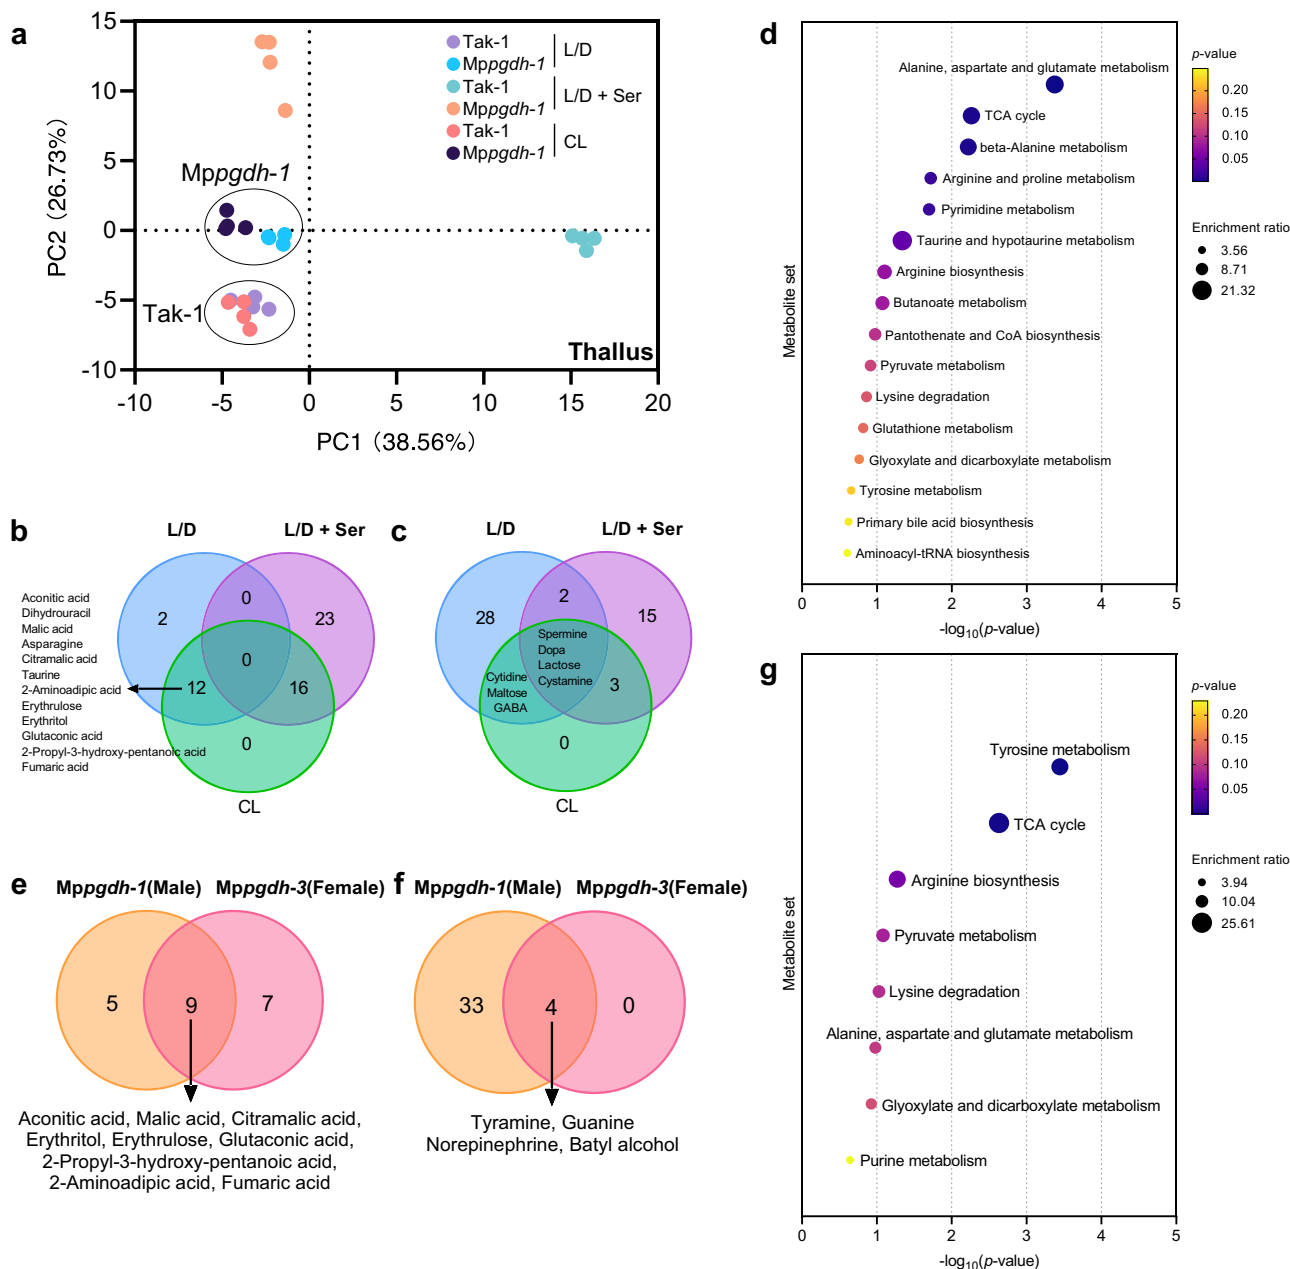 a
15
10
5
0
-5
-10
-10
-5
0
5
10
15
20
PC2 (26.73%)
PC1 (38.56%)
Tak-1
Mppgdh-1
L/D
Tak-1
Mppgdh-1
L/D + Ser
Tak-1
Mppgdh-1
CL
Mppgdh-1
Tak-1
Thallus
b
L/D
L/D + Ser
2
0
23
0
12
16
0
CL
Aconitic acid
Dihydrouracil
Malic acid
Asparagine
Citramalic acid
Taurine
2-Aminoadipic acid
Erythrulose
Erythritol
Glutaconic acid
2-Propyl-3-hydroxy-pentanoic acid
Fumaric acid
c
L/D
L/D + Ser
28
2
15
Spermine
Dopa
Lactose
Cystamine
Cytidine
Maltose
GABA
3
0
CL
d
Metabolite set
Alanine, aspartate and glutamate metabolism
TCA cycle
beta-Alanine metabolism
Arginine and proline metabolism
Pyrimidine metabolism
Taurine and hypotaurine metabolism
Arginine biosynthesis
Butanoate metabolism
Pantothenate and CoA biosynthesis
Pyruvate metabolism
Lysine degradation
Glutathione metabolism
Glyoxylate and dicarboxylate metabolism
Tyrosine metabolism
Primary bile acid biosynthesis
Aminoacyl-tRNA biosynthesis
0
1
2
3
4
5
-log10(p-value)
p-value
0.20
0.15
0.10
0.05
Enrichment ratio
3.56
8.71
21.32
e
Mppgdh-1(Male)
Mppgdh-3(Female)
5
9
7
Aconitic acid, Malic acid, Citramalic acid,
Erythritol, Erythrulose, Glutaconic acid,
2-Propyl-3-hydroxy-pentanoic acid,
2-Aminoadipic acid, Fumaric acid
f
Mppgdh-1(Male)
Mppgdh-3(Female)
33
4
0
Tyramine, Guanine
Norepinephrine, Batyl alcohol
g
Metabolite set
Tyrosine metabolism
TCA cycle
Arginine biosynthesis
Pyruvate metabolism
Lysine degradation
Alanine, aspartate and glutamate metabolism
Glyoxylate and dicarboxylate metabolism
Purine metabolism
0
1
2
3
4
5
-log10(p-value)
p-value
0.20
0.15
0.10
0.05
Enrichment ratio
3.94
10.04
25.61